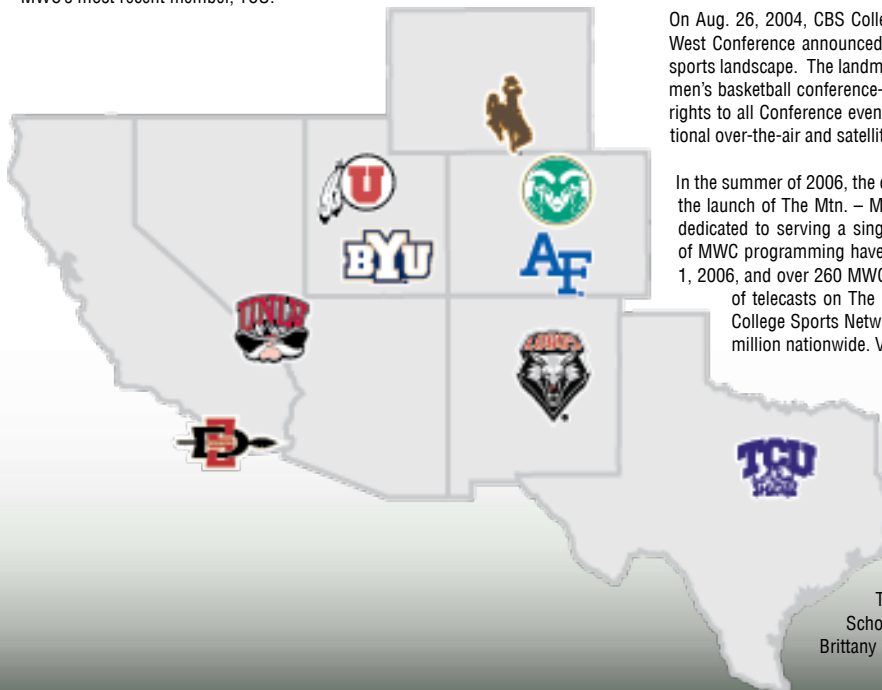 MWC's most recent member, TCU.
On Aug. 26, 2004, CBS Colle
West Conference announced
sports landscape. The landm
men's basketball conference-
rights to all Conference even
tional over-the-air and satellit
In the summer of 2006, the
the launch of The Mtn. – M
dedicated to serving a sing
of MWC programming have
1, 2006, and over 260 MWC
of telecasts on The
College Sports Netw
million nationwide. V
U
BYU
AF
UNLV
LOBOS
SD
TCU
T
Scho
Brittany